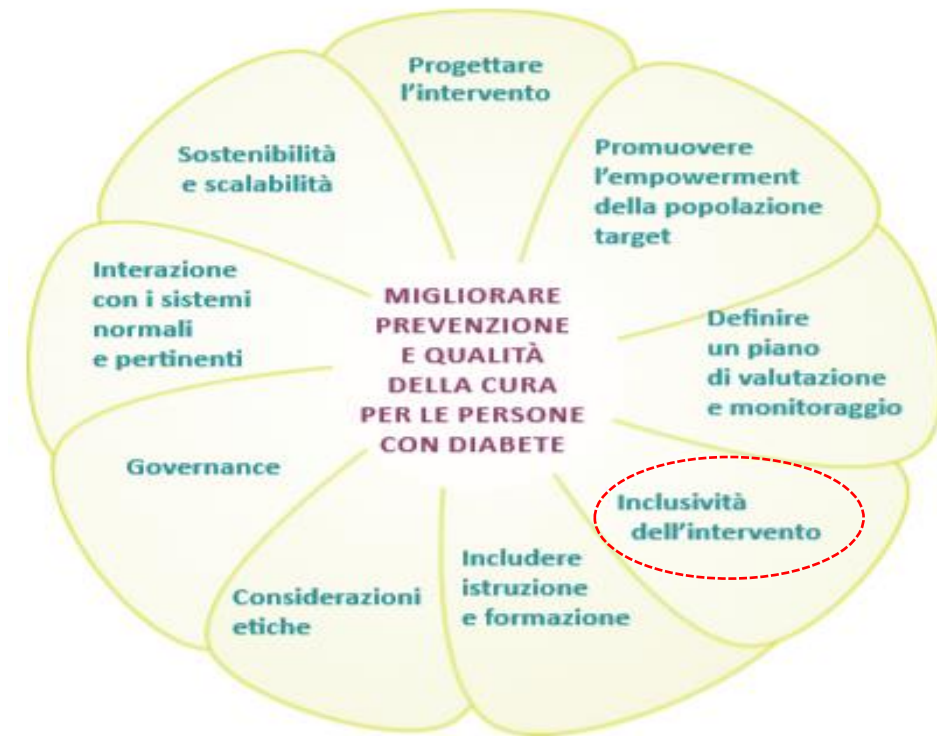 Progettare
l'intervento
Promuovere
l'empowerment
della popolazione
target
Definire
un piano
di valutazione
e monitoraggio
Inclusività
dell'intervento
Includere
istruzione
e formazione
Considerazioni
etiche
Governance
Interazione
con i sistemi
normali
e pertinenti
Sostenibilità
e scalabilità
MIGLIORARE
PREVENZIONE
E QUALITÀ
DELLA CURA
PER LE PERSONE
CON DIABETE